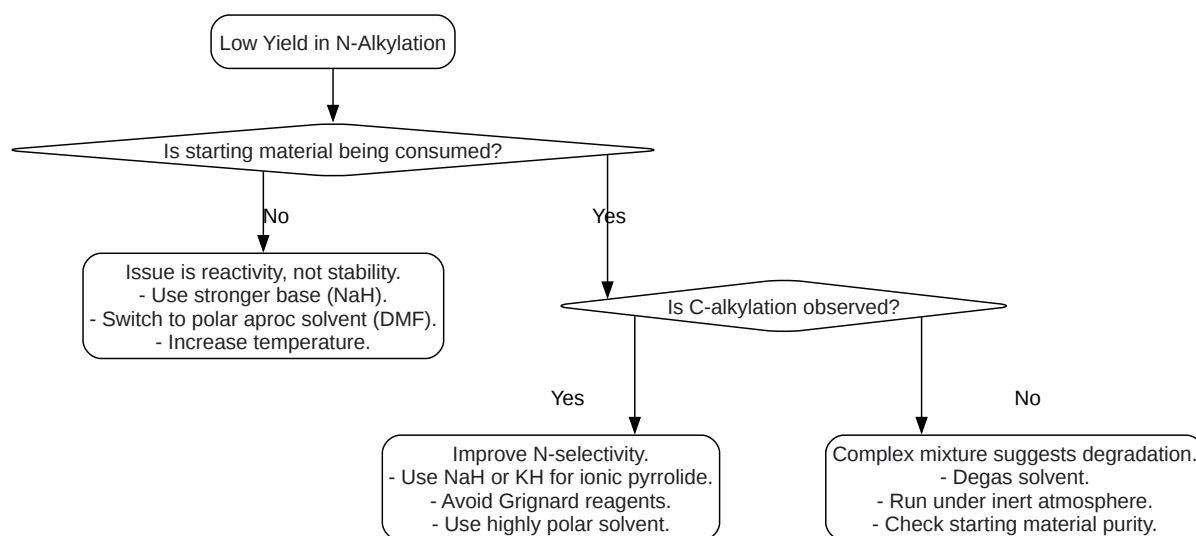 Low Yield in N-Alkylation
Is starting material being consumed?
No
Yes
Issue is reactivity, not stability.
- Use stronger base (NaH).
- Switch to polar aproc solvent (DMF).
- Increase temperature.
Is C-alkylation observed?
Yes
No
Improve N-selectivity.
- Use NaH or KH for ionic pyrrolide.
- Avoid Grignard reagents.
- Use highly polar solvent.
Complex mixture suggests degradation.
- Degas solvent.
- Run under inert atmosphere.
- Check starting material purity.